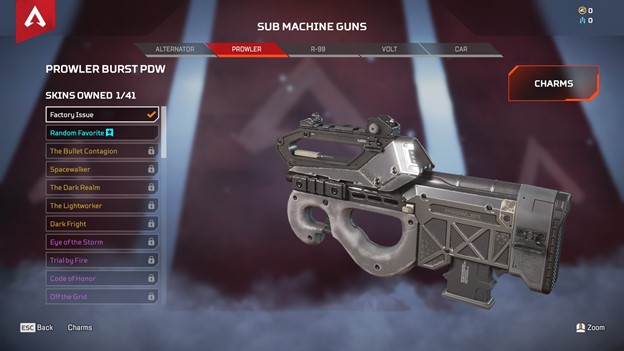 SUB MACHINE GUNS
0
0
ALTERNATOR PROWLER R-99 VOLT CAR
PROWLER BURST PDW
CHARMS
SKINS OWNED 1/41
Factory Issue
Random Favorite
The Bullet Contagion
Spacewalker
The Dark Realm
The Lightworker
Dark Fright
Eye of the Storm
Trial by Fire
Code of Honor
Off the Grid
ESC Back Charms Zoom